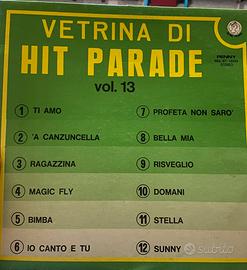 VETRINA DI
HIT PARADE
vol. 13
PENNY
STEREO
1 TI AMO
2 'A CANZUNCELLA
3 RAGAZZINA
4 MAGIC FLY
5 BIMBA
6 IO CANTO E TU
7 PROFETA NON SARO'
8 BELLA MIA
9 RISVEGLIO
10 DOMANI
11 STELLA
12 SUNNY
subito